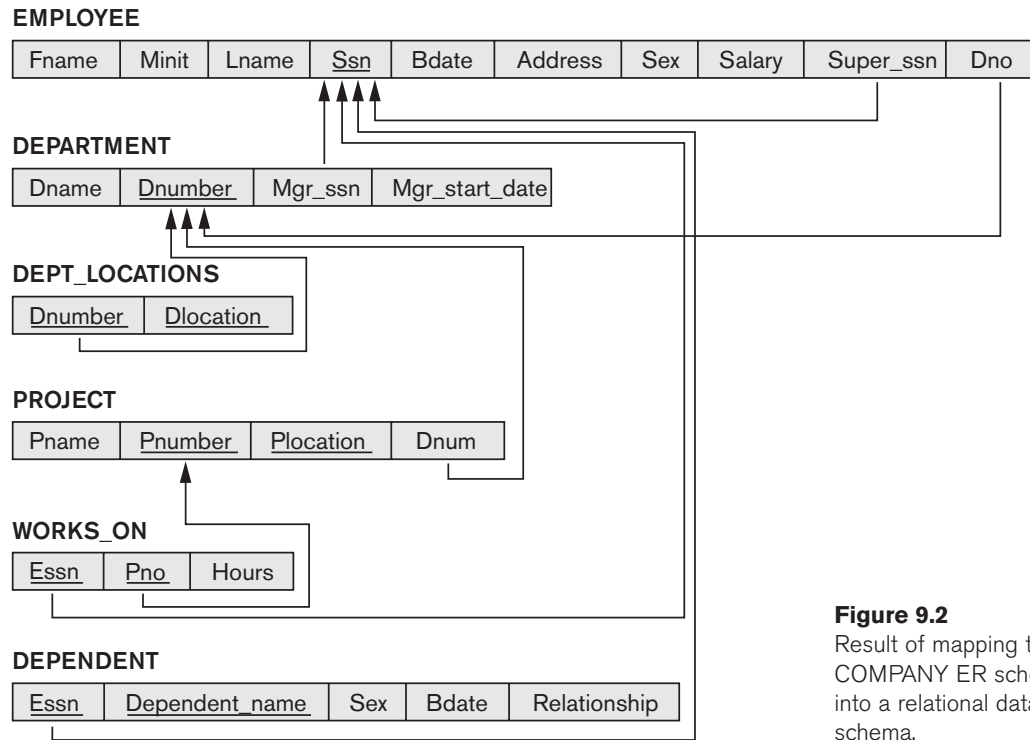 EMPLOYEE
Fname Minit Lname Ssn Bdate Address Sex Salary Super_ssn Dno
DEPARTMENT
Dname Dnumber Mgr_ssn Mgr_start_date
DEPT_LOCATIONS
Dnumber Dlocation
PROJECT
Pname Pnumber Plocation Dnum
WORKS_ON
Essn Pno Hours
DEPENDENT
Essn Dependent_name Sex Bdate Relationship
Figure 9.2
Result of mapping
COMPANY ER
into a relational
schema.